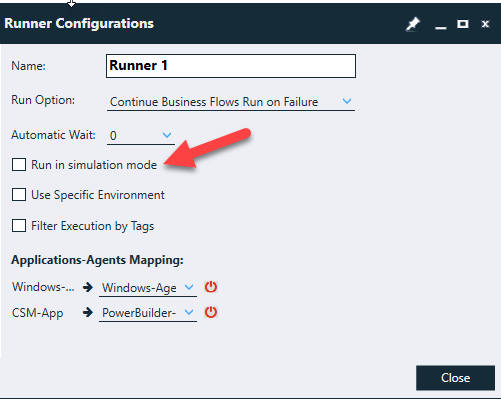 Runner Configurations
Name: Runner 1
Run Option: Continue Business Flows Run on Failure
Automatic Wait: 0
Run in simulation mode
Use Specific Environment
Filter Execution by Tags
Applications-Agents Mapping:
Windows-... Windows-Age
CSM-App PowerBuilder-
Close